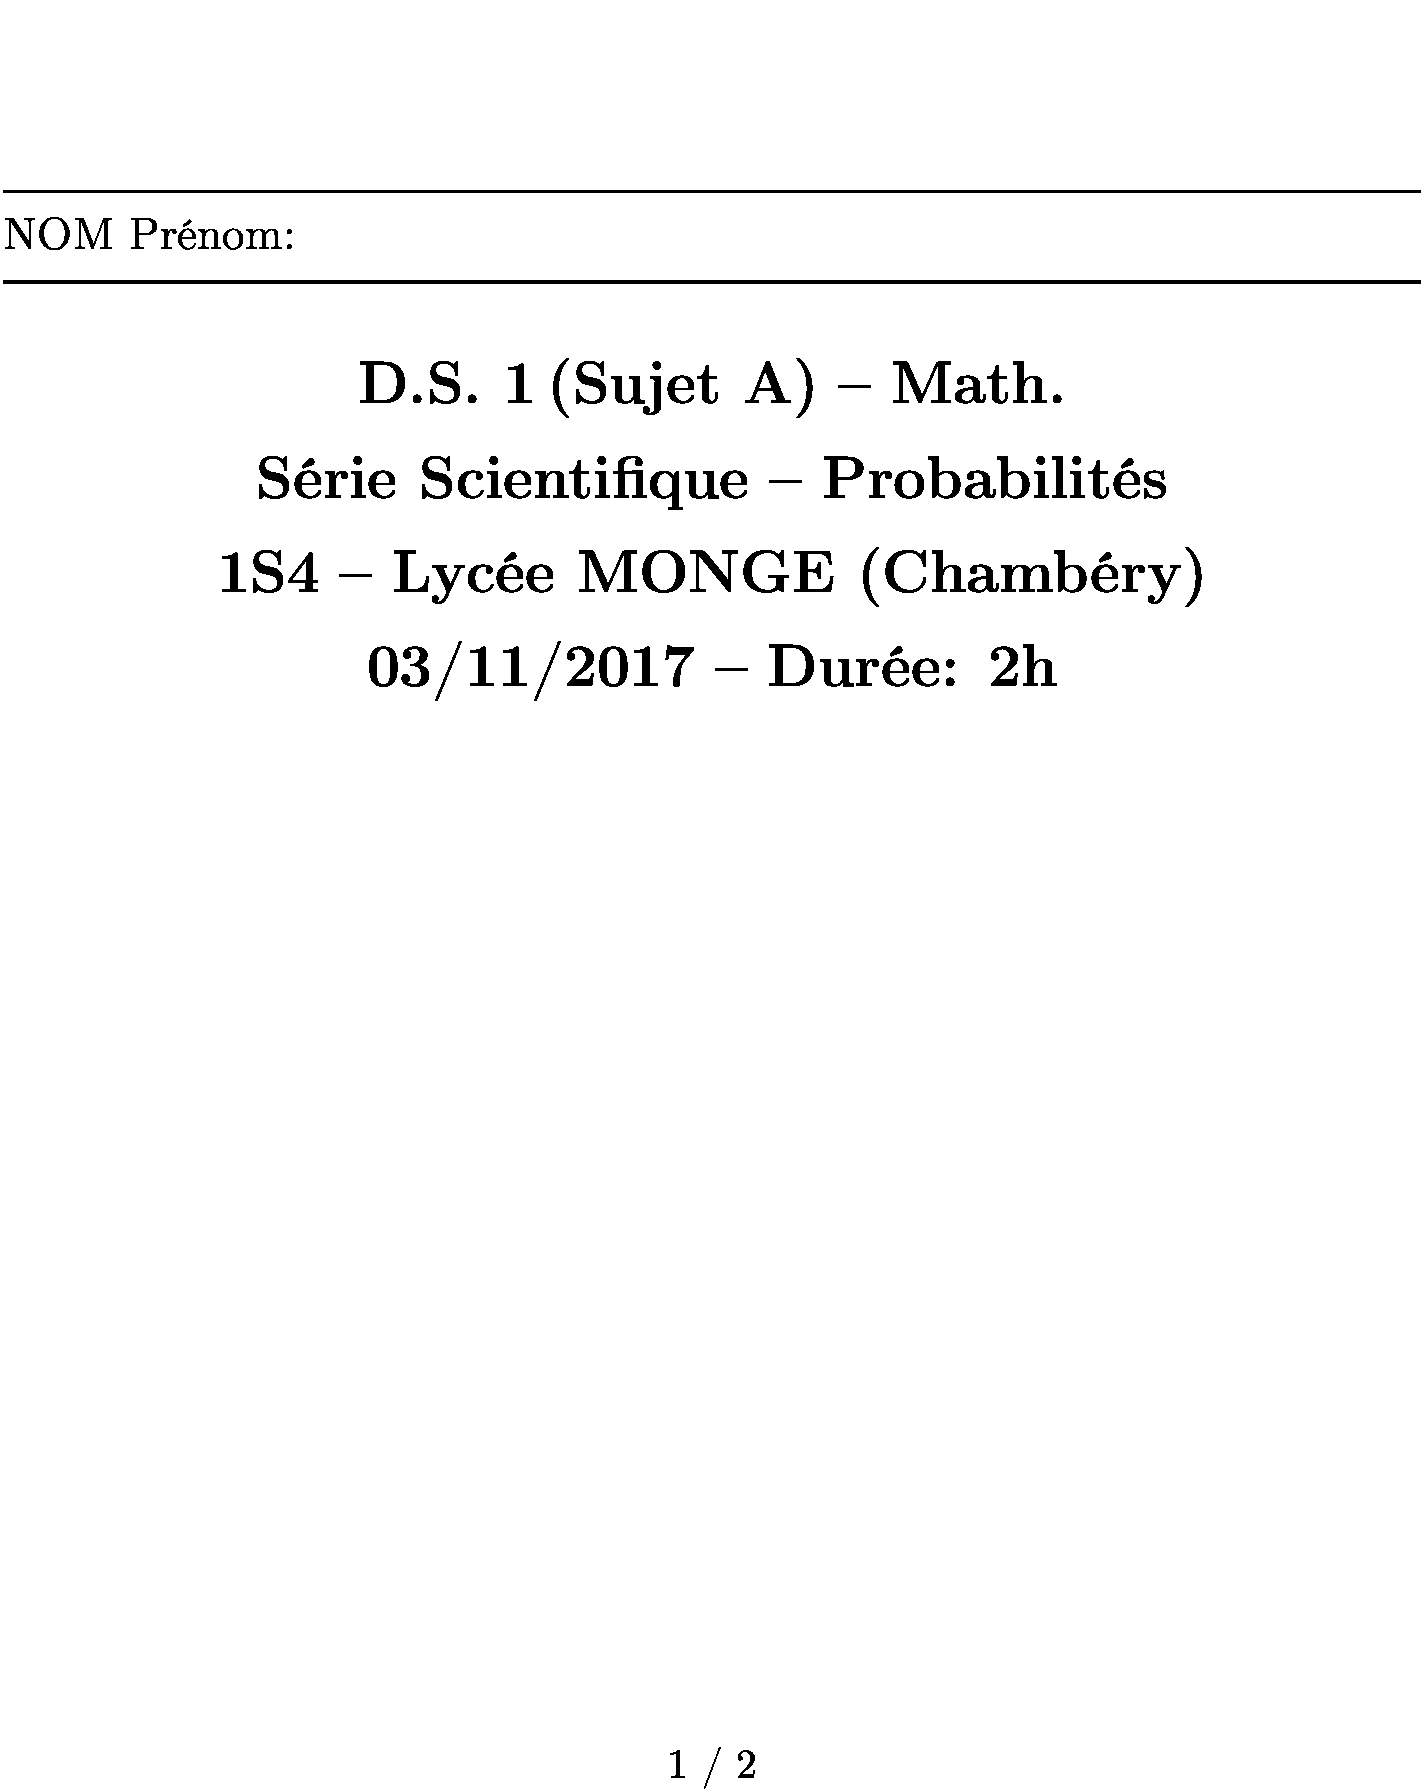 NOM Prénom:
D.S. 1 (Sujet A) – Math.
Série Scientifique – Probabilités
1S4 – Lycée MONGE (Chambéry)
03/11/2017 – Durée: 2h
1 / 2